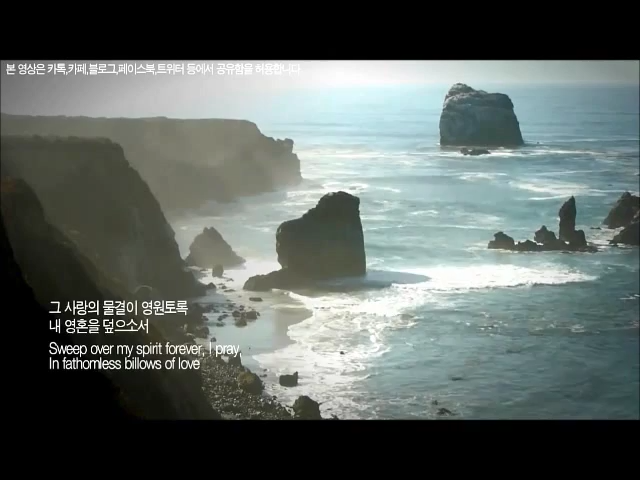 본 영상은 카톡,카페,블로그,페이스북,트위터 등에서 공유함을 허용합니다
그 사랑의 물결이 영원토록
내 영혼을 덮으소서
Sweep over my spirit forever, I pray,
In fathomless billows of love